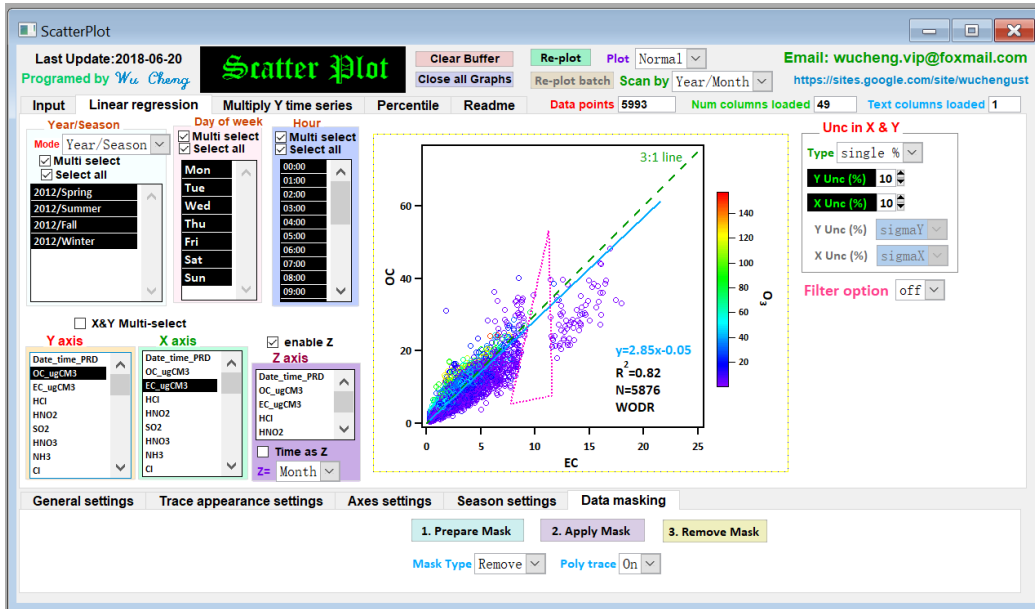 ScatterPlot
Last Update:2018-06-20
Programed by Wu Cheng
Scatter Plot
Clear Buffer
Close all Graphs
Re-plot
Plot Normal
Re-plot batch
Scan by Year/Month
Email: wucheng.vip@foxmail.com
https://sites.google.com/site/wuchengust
Input
Linear regression
Multiply Y time series
Percentile
Readme
Data points 5993
Num columns loaded 49
Text columns loaded 1
Year/Season
Mode Year/Season
Multi select
Select all
2012/Spring
2012/Summer
2012/Fall
2012/Winter
Day of week
Multi select
Select all
Mon
Tue
Wed
Thu
Fri
Sat
Sun
Hour
Multi select
Select all
00:00
01:00
02:00
03:00
04:00
05:00
06:00
07:00
08:00
09:00
X&Y Multi-select
Y axis
Date_time_PRD
OC_ugCM3
EC_ugCM3
HCl
HNO2
SO2
HNO3
NH3
Cl
X axis
Date_time_PRD
OC_ugCM3
EC_ugCM3
HCl
HNO2
SO2
HNO3
NH3
Cl
enable Z
Z axis
Date_time_PRD
OC_ugCM3
EC_ugCM3
HCl
HNO2
Time as Z
Z= Month
3:1 line
60
40
20
0
OC
0
5
10
15
20
25
EC
y=2.85x-0.05
R²=0.82
N=5876
WODR
140
120
100
80
60
40
20
O₃
Unc in X & Y
Type single %
Y Unc (%) 10
X Unc (%) 10
Y Unc (%) sigmaY
X Unc (%) sigmaX
Filter option off
General settings
Trace appearance settings
Axes settings
Season settings
Data masking
1. Prepare Mask
2. Apply Mask
3. Remove Mask
Mask Type Remove
Poly trace On